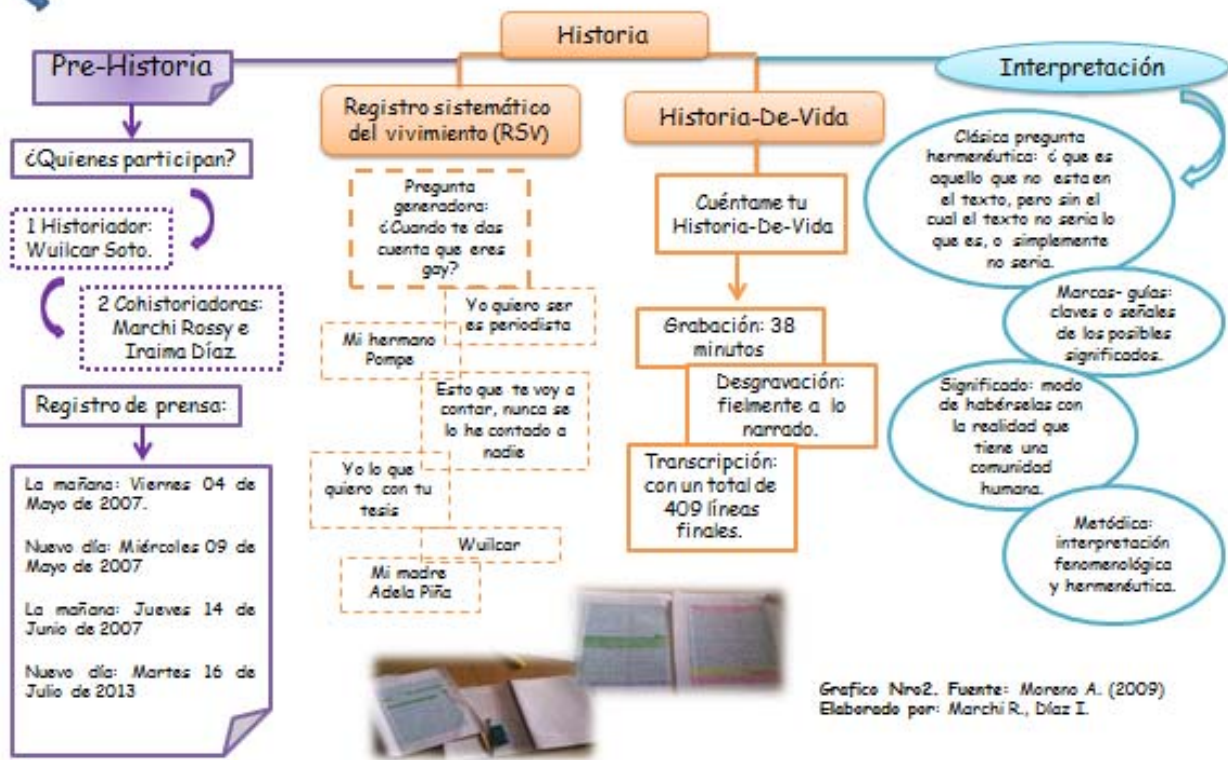 Historia
Pre-Historia
¿Quienes participan?
1 Historiador:
Wuilcar Soto.
2 Cohistoriadoras:
Marchi Rossy e
Iraima Díaz
Registro de prensa:
La mañana: Viernes 04 de
Mayo de 2007.
Nuevo día: Miércoles 09 de
Mayo de 2007
La mañana: Jueves 14 de
Junio de 2007
Nuevo día: Martes 16 de
Julio de 2013
Registro sistemático
del vivimiento (RSV)
Pregunta
generadora:
¿Cuando te das
cuenta que eres
gay?
Yo quiero ser
es periodista
Mi hermano
Pompe
Esto que te voy a
contar, nunca se
lo he contado a
nadie
Yo lo que
quiero con tu
tesis
Wuilcar
Mi madre
Adela Piña
Historia-De-Vida
Cuéntame tu
Historia-De-Vida
Grabación: 38
minutos
Desgravación:
fielmente a lo
narrado.
Transcripción:
con un total de
409 líneas
finales.
Interpretación
Clásica pregunta
hermenéutica: ¿ que es
aquello que no esta en
el texto, pero sin el
cual el texto no seria lo
que es, o simplemente
no seria.
Marcas- guías:
claves o señales
de los posibles
significados.
Significado: modo
de habérselas con
la realidad que
tiene una
comunidad
humana.
Metódica:
interpretación
fenomenológica
y hermenéutica.
Grafico Nro2. Fuente: Moreno A. (2009)
Elaborado por: Marchi R., Díaz I.